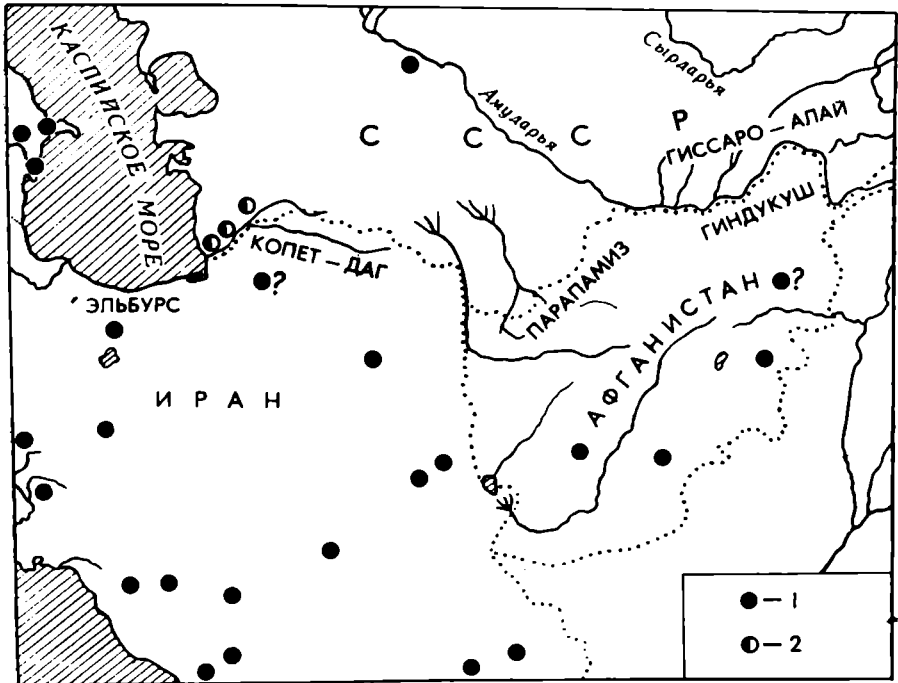 КАСПИЙСКОЕ МОРЕ
Сырдарья
Амударья
С С С Р
ГИССАРО – АЛАЙ
ГИНДУКУШ
КОПЕТ – ДАГ
ПАРАПАМИЗ
ЭЛЬБУРС
?
?
АФГАНИСТАН
ИРАН
– 1
– 2